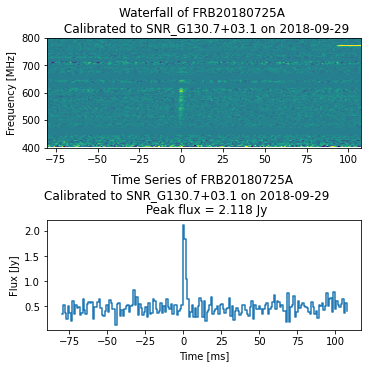 Waterfall of FRB20180725A
Calibrated to SNR_G130.7+03.1 on 2018-09-29
800
700
600
500
400
Frequency [MHz]
-75 -50 -25 0 25 50 75 100
Time Series of FRB20180725A
Calibrated to SNR_G130.7+03.1 on 2018-09-29
Peak flux = 2.118 Jy
2.0
1.5
1.0
0.5
Flux [Jy]
-75 -50 -25 0 25 50 75 100
Time [ms]